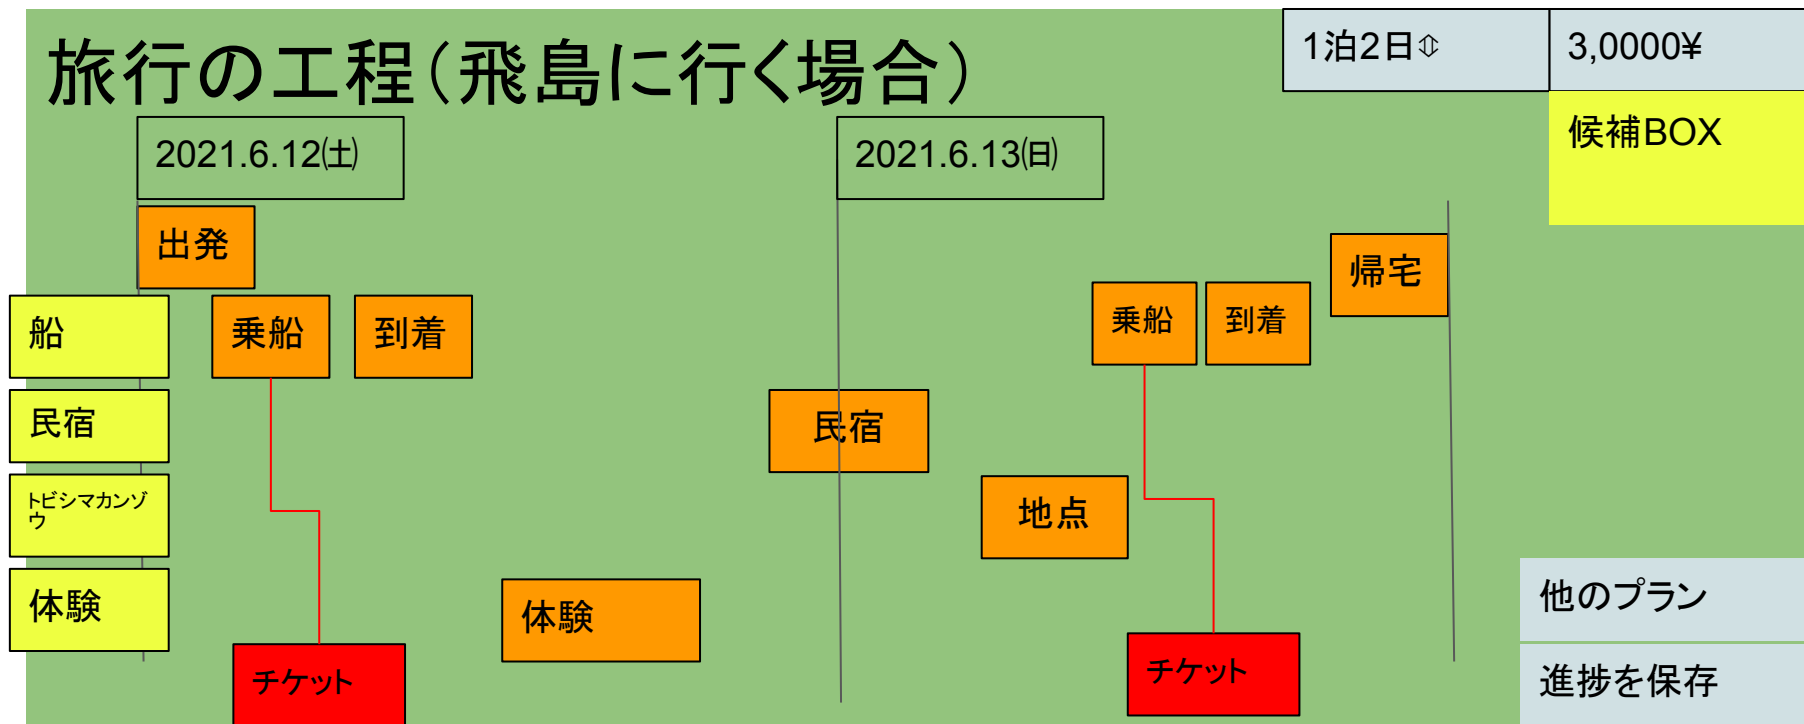 旅行の工程（飛島に行く場合）
1泊2日⇕
3,0000¥
候補BOX
2021.6.12㈯
2021.6.13㈰
出発
帰宅
船
乗船
到着
乗船
到着
民宿
民宿
トビシマカンゾ
ウ
地点
体験
体験
チケット
チケット
他のプラン
進捗を保存